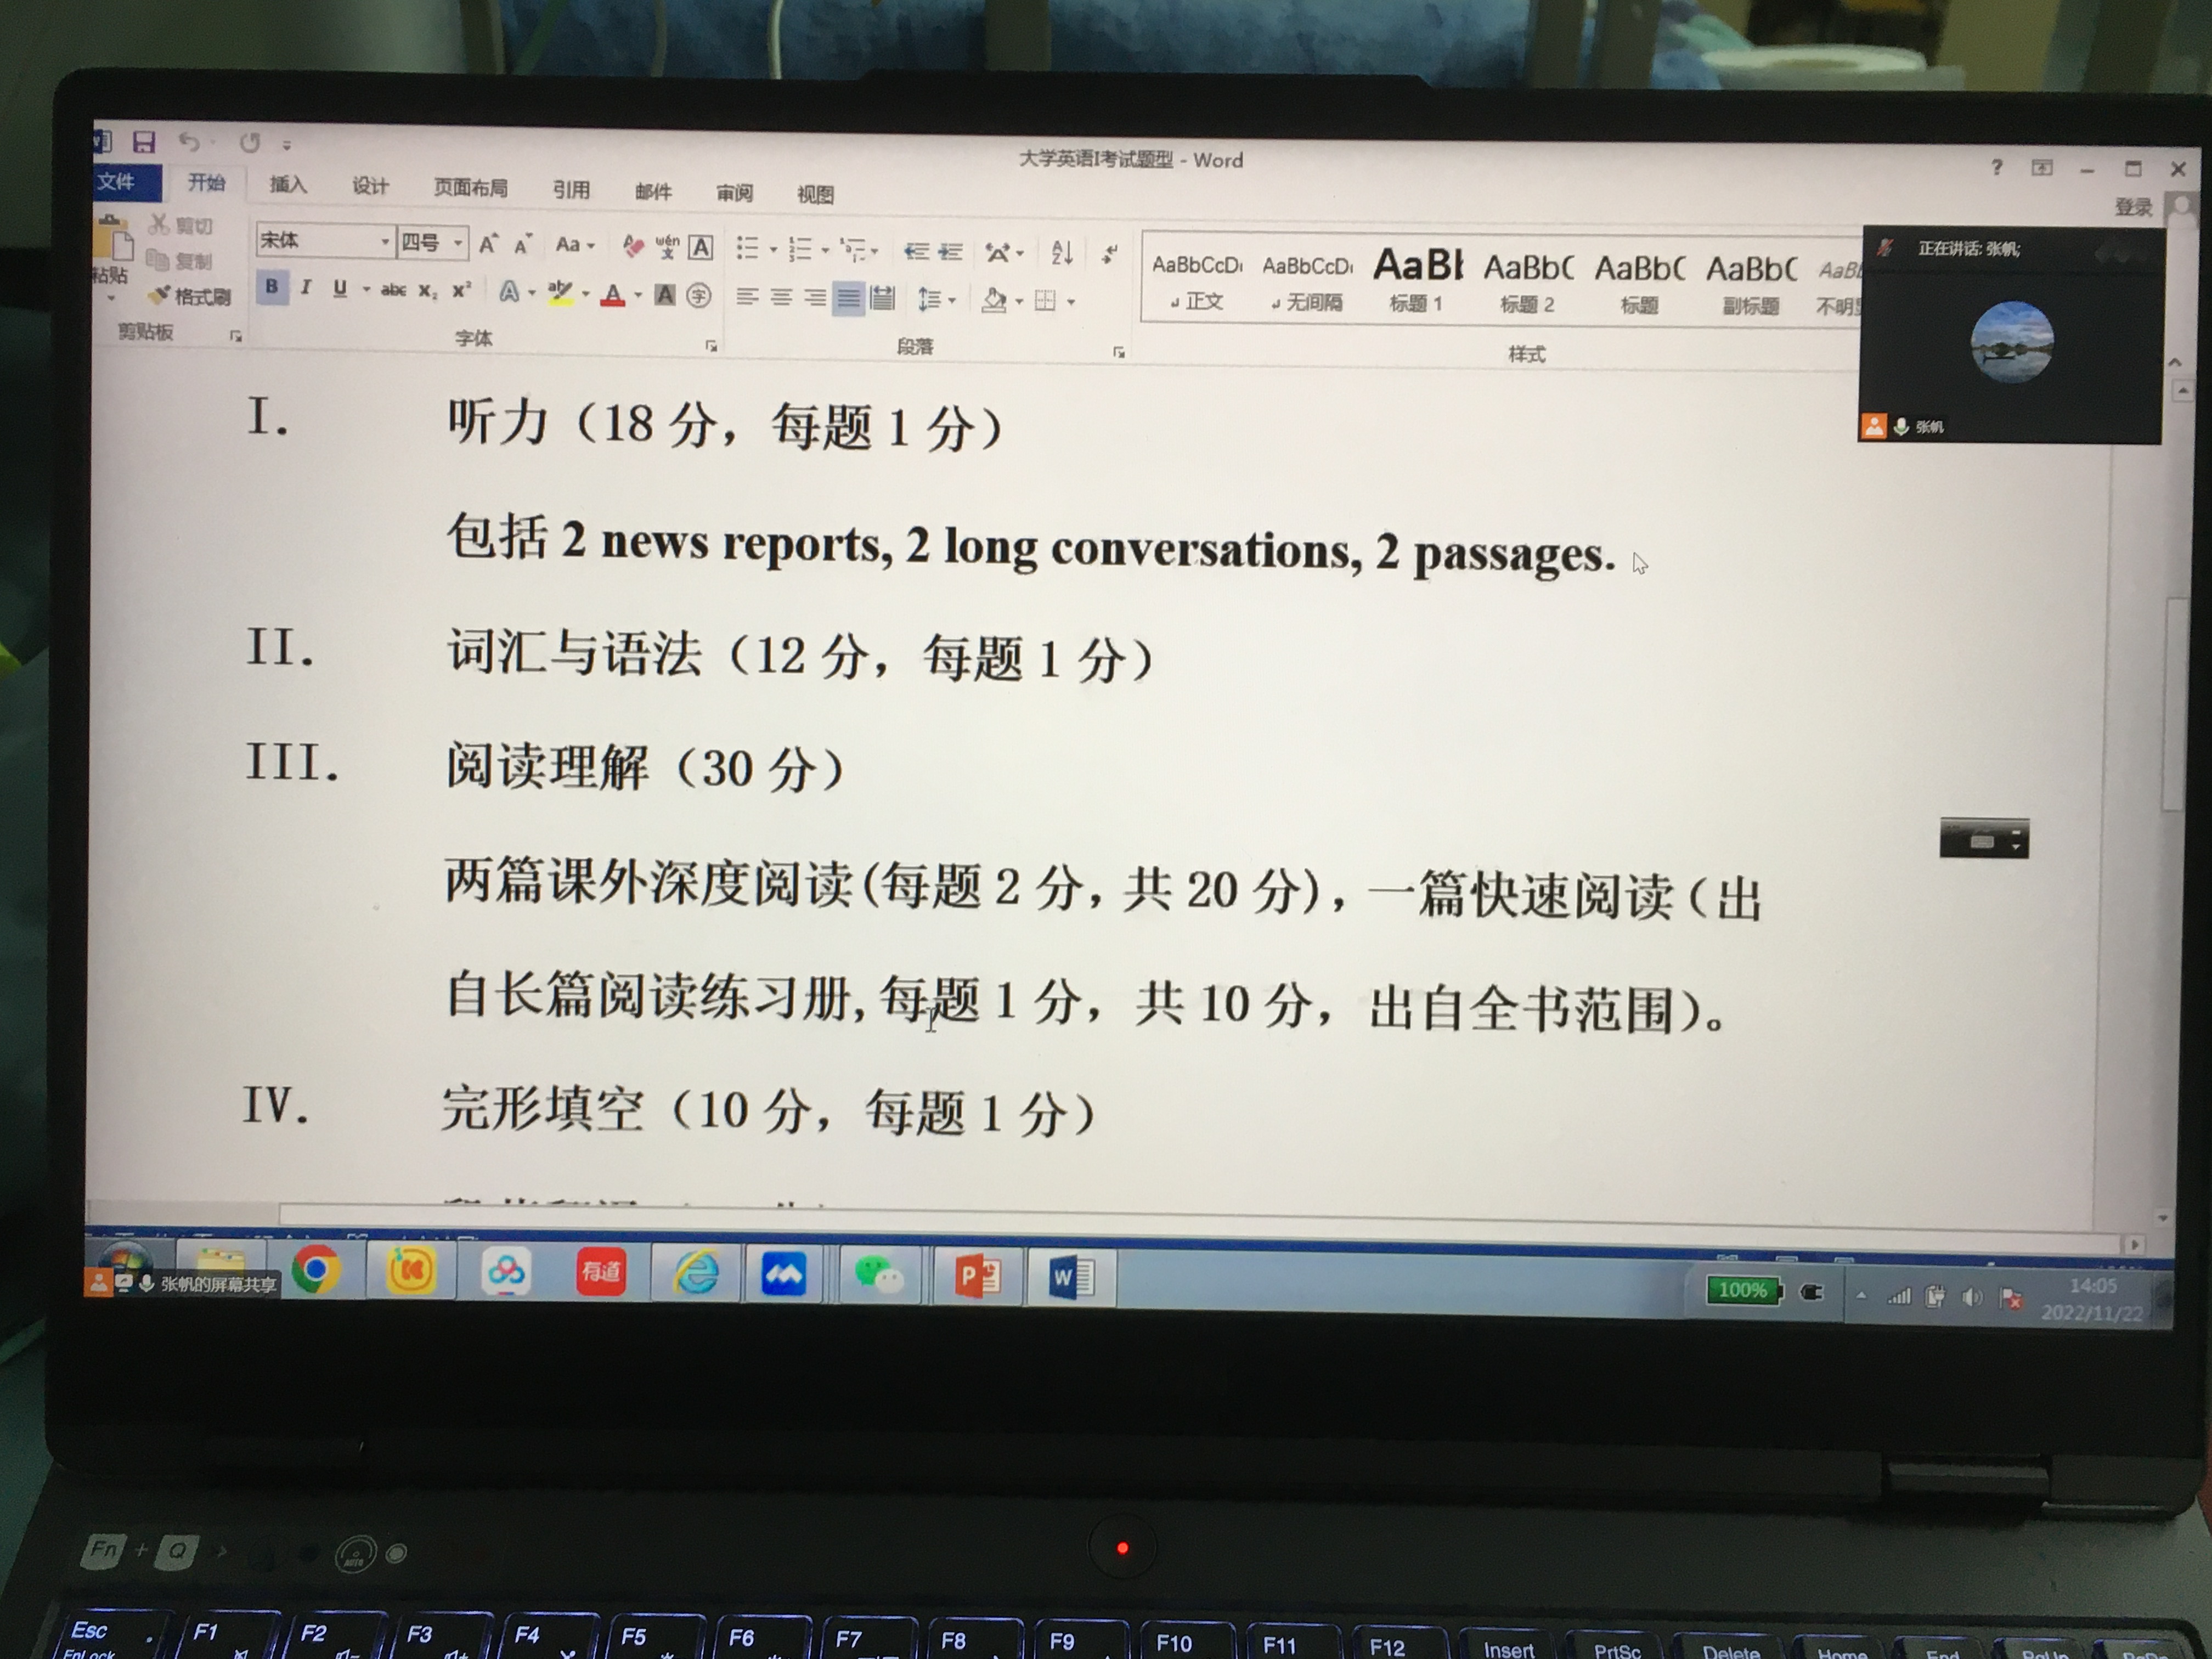 大学英语I考试题型 - Word
文件 开始 插入 设计 页面布局 引用 邮件 审阅 视图
登录
粘贴
剪切
复制
格式刷
剪贴板
宋体 四号
Aa
wén
文
A
B I U abc X₂ X²
A
ab
A
A
字
字体
段落
AaBbCcDı
正文
AaBbCcDı
无间隔
AaBl
标题 1
AaBbC
标题 2
AaBbC
标题
AaBbC
副标题
样式
正在讲话: 张帆;
张帆
I. 听力（18 分，每题 1 分）
包括 2 news reports, 2 long conversations, 2 passages.
II. 词汇与语法（12 分，每题 1 分）
III. 阅读理解（30 分）
两篇课外深度阅读(每题 2 分, 共 20 分)，一篇快速阅读（出
自长篇阅读练习册, 每题 1 分，共 10 分，出自全书范围)。
IV. 完形填空（10 分，每题 1 分）
张帆的屏幕共享
有道
P
W
100%
14:05
2022/11/22
Fn + Q
AUTO
Esc F1 F2 F3 F4 F5 F6 F7 F8 F9 F10 F11 F12 Insert PrtSc Delete Home End PgUp PgDn
FnLock